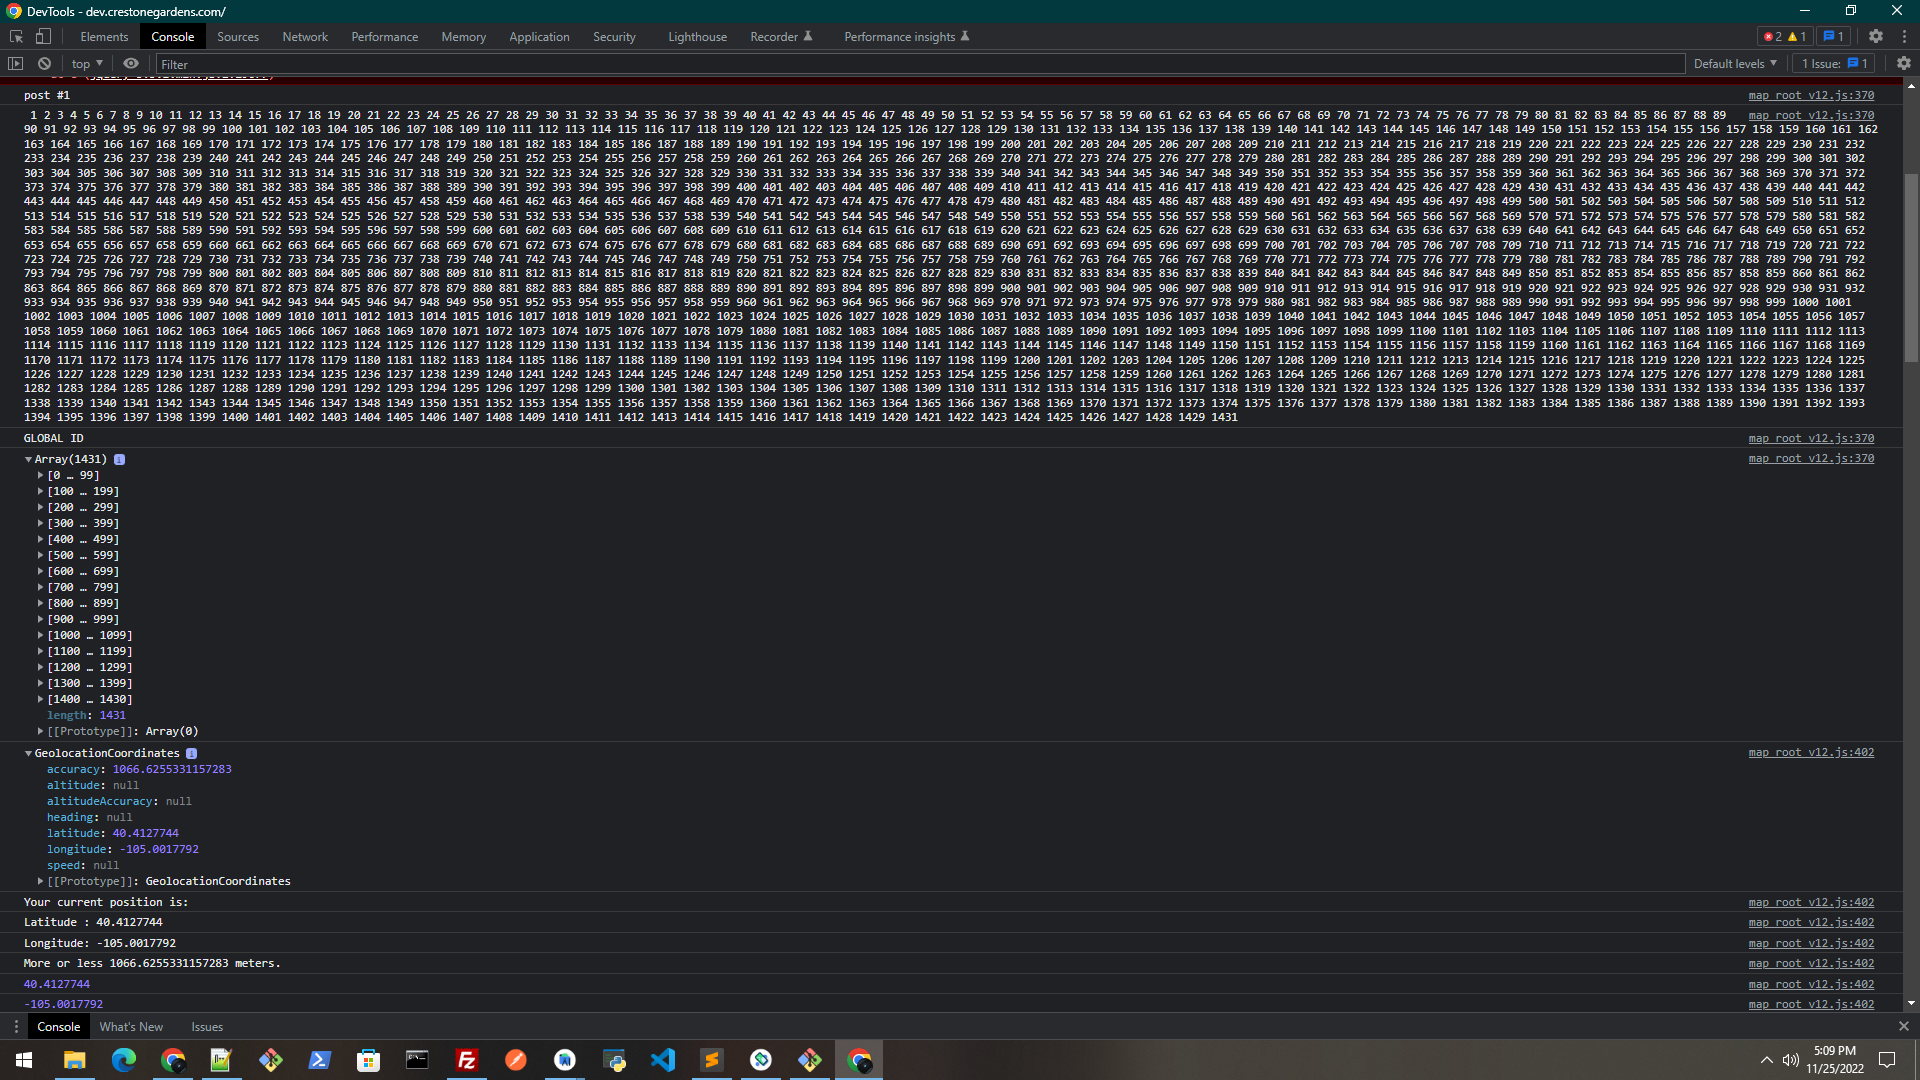 DevTools - dev.crestonegardens.com/
Elements Console Sources Network Performance Memory Application Security Lighthouse Recorder Performance insights 2 1 1
top Filter Default levels 1 Issue: 1
post #1 map_root_v12.js:370
1 2 3 4 5 6 7 8 9 10 11 12 13 14 15 16 17 18 19 20 21 22 23 24 25 26 27 28 29 30 31 32 33 34 35 36 37 38 39 40 41 42 43 44 45 46 47 48 49 50 51 52 53 54 55 56 57 58 59 60 61 62 63 64 65 66 67 68 69 70 71 72 73 74 75 76 77 78 79 80 81 82 83 84 85 86 87 88 89 map_root_v12.js:370
90 91 92 93 94 95 96 97 98 99 100 101 102 103 104 105 106 107 108 109 110 111 112 113 114 115 116 117 118 119 120 121 122 123 124 125 126 127 128 129 130 131 132 133 134 135 136 137 138 139 140 141 142 143 144 145 146 147 148 149 150 151 152 153 154 155 156 157 158 159 160 161 162
163 164 165 166 167 168 169 170 171 172 173 174 175 176 177 178 179 180 181 182 183 184 185 186 187 188 189 190 191 192 193 194 195 196 197 198 199 200 201 202 203 204 205 206 207 208 209 210 211 212 213 214 215 216 217 218 219 220 221 222 223 224 225 226 227 228 229 230 231 232
233 234 235 236 237 238 239 240 241 242 243 244 245 246 247 248 249 250 251 252 253 254 255 256 257 258 259 260 261 262 263 264 265 266 267 268 269 270 271 272 273 274 275 276 277 278 279 280 281 282 283 284 285 286 287 288 289 290 291 292 293 294 295 296 297 298 299 300 301 302
303 304 305 306 307 308 309 310 311 312 313 314 315 316 317 318 319 320 321 322 323 324 325 326 327 328 329 330 331 332 333 334 335 336 337 338 339 340 341 342 343 344 345 346 347 348 349 350 351 352 353 354 355 356 357 358 359 360 361 362 363 364 365 366 367 368 369 370 371 372
373 374 375 376 377 378 379 380 381 382 383 384 385 386 387 388 389 390 391 392 393 394 395 396 397 398 399 400 401 402 403 404 405 406 407 408 409 410 411 412 413 414 415 416 417 418 419 420 421 422 423 424 425 426 427 428 429 430 431 432 433 434 435 436 437 438 439 440 441 442
443 444 445 446 447 448 449 450 451 452 453 454 455 456 457 458 459 460 461 462 463 464 465 466 467 468 469 470 471 472 473 474 475 476 477 478 479 480 481 482 483 484 485 486 487 488 489 490 491 492 493 494 495 496 497 498 499 500 501 502 503 504 505 506 507 508 509 510 511 512
513 514 515 516 517 518 519 520 521 522 523 524 525 526 527 528 529 530 531 532 533 534 535 536 537 538 539 540 541 542 543 544 545 546 547 548 549 550 551 552 553 554 555 556 557 558 559 560 561 562 563 564 565 566 567 568 569 570 571 572 573 574 575 576 577 578 579 580 581 582
583 584 585 586 587 588 589 590 591 592 593 594 595 596 597 598 599 600 601 602 603 604 605 606 607 608 609 610 611 612 613 614 615 616 617 618 619 620 621 622 623 624 625 626 627 628 629 630 631 632 633 634 635 636 637 638 639 640 641 642 643 644 645 646 647 648 649 650 651 652
653 654 655 656 657 658 659 660 661 662 663 664 665 666 667 668 669 670 671 672 673 674 675 676 677 678 679 680 681 682 683 684 685 686 687 688 689 690 691 692 693 694 695 696 697 698 699 700 701 702 703 704 705 706 707 708 709 710 711 712 713 714 715 716 717 718 719 720 721 722
723 724 725 726 727 728 729 730 731 732 733 734 735 736 737 738 739 740 741 742 743 744 745 746 747 748 749 750 751 752 753 754 755 756 757 758 759 760 761 762 763 764 765 766 767 768 769 770 771 772 773 774 775 776 777 778 779 780 781 782 783 784 785 786 787 788 789 790 791 792
793 794 795 796 797 798 799 800 801 802 803 804 805 806 807 808 809 810 811 812 813 814 815 816 817 818 819 820 821 822 823 824 825 826 827 828 829 830 831 832 833 834 835 836 837 838 839 840 841 842 843 844 845 846 847 848 849 850 851 852 853 854 855 856 857 858 859 860 861 862
863 864 865 866 867 868 869 870 871 872 873 874 875 876 877 878 879 880 881 882 883 884 885 886 887 888 889 890 891 892 893 894 895 896 897 898 899 900 901 902 903 904 905 906 907 908 909 910 911 912 913 914 915 916 917 918 919 920 921 922 923 924 925 926 927 928 929 930 931 932
933 934 935 936 937 938 939 940 941 942 943 944 945 946 947 948 949 950 951 952 953 954 955 956 957 958 959 960 961 962 963 964 965 966 967 968 969 970 971 972 973 974 975 976 977 978 979 980 981 982 983 984 985 986 987 988 989 990 991 992 993 994 995 996 997 998 999 1000 1001
1002 1003 1004 1005 1006 1007 1008 1009 1010 1011 1012 1013 1014 1015 1016 1017 1018 1019 1020 1021 1022 1023 1024 1025 1026 1027 1028 1029 1030 1031 1032 1033 1034 1035 1036 1037 1038 1039 1040 1041 1042 1043 1044 1045 1046 1047 1048 1049 1050 1051 1052 1053 1054 1055 1056 1057
1058 1059 1060 1061 1062 1063 1064 1065 1066 1067 1068 1069 1070 1071 1072 1073 1074 1075 1076 1077 1078 1079 1080 1081 1082 1083 1084 1085 1086 1087 1088 1089 1090 1091 1092 1093 1094 1095 1096 1097 1098 1099 1100 1101 1102 1103 1104 1105 1106 1107 1108 1109 1110 1111 1112 1113
1114 1115 1116 1117 1118 1119 1120 1121 1122 1123 1124 1125 1126 1127 1128 1129 1130 1131 1132 1133 1134 1135 1136 1137 1138 1139 1140 1141 1142 1143 1144 1145 1146 1147 1148 1149 1150 1151 1152 1153 1154 1155 1156 1157 1158 1159 1160 1161 1162 1163 1164 1165 1166 1167 1168 1169
1170 1171 1172 1173 1174 1175 1176 1177 1178 1179 1180 1181 1182 1183 1184 1185 1186 1187 1188 1189 1190 1191 1192 1193 1194 1195 1196 1197 1198 1199 1200 1201 1202 1203 1204 1205 1206 1207 1208 1209 1210 1211 1212 1213 1214 1215 1216 1217 1218 1219 1220 1221 1222 1223 1224 1225
1226 1227 1228 1229 1230 1231 1232 1233 1234 1235 1236 1237 1238 1239 1240 1241 1242 1243 1244 1245 1246 1247 1248 1249 1250 1251 1252 1253 1254 1255 1256 1257 1258 1259 1260 1261 1262 1263 1264 1265 1266 1267 1268 1269 1270 1271 1272 1273 1274 1275 1276 1277 1278 1279 1280 1281
1282 1283 1284 1285 1286 1287 1288 1289 1290 1291 1292 1293 1294 1295 1296 1297 1298 1299 1300 1301 1302 1303 1304 1305 1306 1307 1308 1309 1310 1311 1312 1313 1314 1315 1316 1317 1318 1319 1320 1321 1322 1323 1324 1325 1326 1327 1328 1329 1330 1331 1332 1333 1334 1335 1336 1337
1338 1339 1340 1341 1342 1343 1344 1345 1346 1347 1348 1349 1350 1351 1352 1353 1354 1355 1356 1357 1358 1359 1360 1361 1362 1363 1364 1365 1366 1367 1368 1369 1370 1371 1372 1373 1374 1375 1376 1377 1378 1379 1380 1381 1382 1383 1384 1385 1386 1387 1388 1389 1390 1391 1392 1393
1394 1395 1396 1397 1398 1399 1400 1401 1402 1403 1404 1405 1406 1407 1408 1409 1410 1411 1412 1413 1414 1415 1416 1417 1418 1419 1420 1421 1422 1423 1424 1425 1426 1427 1428 1429 1431
GLOBAL ID map_root_v12.js:370
Array(1431) map_root_v12.js:370
[0 … 99]
[100 … 199]
[200 … 299]
[300 … 399]
[400 … 499]
[500 … 599]
[600 … 699]
[700 … 799]
[800 … 899]
[900 … 999]
[1000 … 1099]
[1100 … 1199]
[1200 … 1299]
[1300 … 1399]
[1400 … 1430]
length: 1431
[[Prototype]]: Array(0)
GeolocationCoordinates map_root_v12.js:402
accuracy: 1066.6255331157283
altitude: null
altitudeAccuracy: null
heading: null
latitude: 40.4127744
longitude: -105.0017792
speed: null
[[Prototype]]: GeolocationCoordinates
Your current position is: map_root_v12.js:402
Latitude : 40.4127744 map_root_v12.js:402
Longitude: -105.0017792 map_root_v12.js:402
More or less 1066.6255331157283 meters. map_root_v12.js:402
40.4127744 map_root_v12.js:402
-105.0017792 map_root_v12.js:402
Console What's New Issues
5:09 PM
11/25/2022